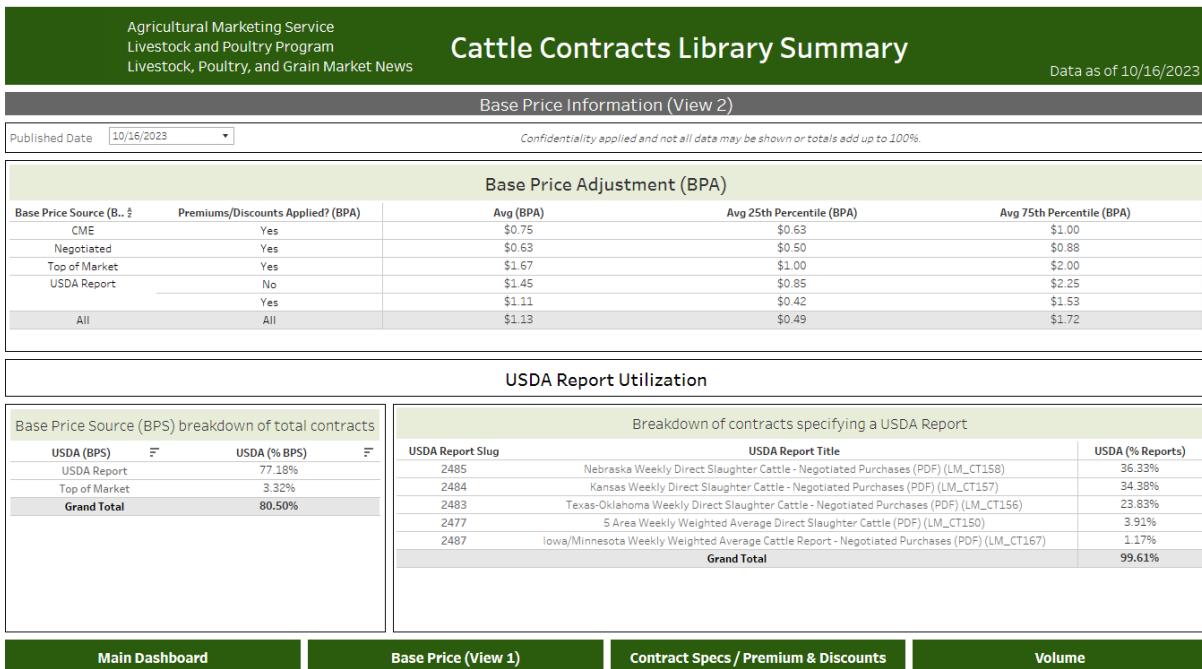 Agricultural Marketing Service
Livestock and Poultry Program
Livestock, Poultry, and Grain Market News
Cattle Contracts Library Summary
Data as of 10/16/2023
Base Price Information (View 2)
Published Date 10/16/2023
Confidentiality applied and not all data may be shown or totals add up to 100%.
Base Price Adjustment (BPA)
Base Price Source (B.. Premiums/Discounts Applied? (BPA) Avg (BPA) Avg 25th Percentile (BPA) Avg 75th Percentile (BPA)
CME Yes $0.75 $0.63 $1.00
Negotiated Yes $0.63 $0.50 $0.88
Top of Market Yes $1.67 $1.00 $2.00
USDA Report No $1.45 $0.85 $2.25
Yes $1.11 $0.42 $1.53
All All $1.13 $0.49 $1.72
USDA Report Utilization
Base Price Source (BPS) breakdown of total contracts
USDA (BPS) USDA (% BPS)
USDA Report 77.18%
Top of Market 3.32%
Grand Total 80.50%
Breakdown of contracts specifying a USDA Report
USDA Report Slug USDA Report Title USDA (% Reports)
2485 Nebraska Weekly Direct Slaughter Cattle - Negotiated Purchases (PDF) (LM_CT158) 36.33%
2484 Kansas Weekly Direct Slaughter Cattle - Negotiated Purchases (PDF) (LM_CT157) 34.38%
2483 Texas-Oklahoma Weekly Direct Slaughter Cattle - Negotiated Purchases (PDF) (LM_CT156) 23.83%
2477 5 Area Weekly Weighted Average Direct Slaughter Cattle (PDF) (LM_CT150) 3.91%
2487 Iowa/Minnesota Weekly Weighted Average Cattle Report - Negotiated Purchases (PDF) (LM_CT167) 1.17%
Grand Total 99.61%
Main Dashboard Base Price (View 1) Contract Specs / Premium & Discounts Volume